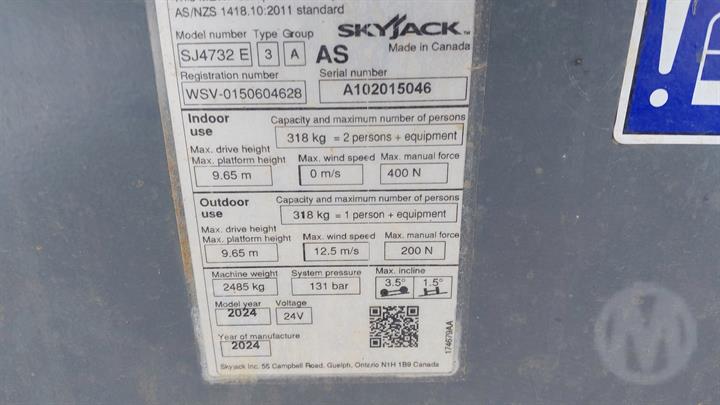 AS/NZS 1418.10:2011 standard
SKYJACK™
Model number Type Group
SJ4732 E 3 A AS Made in Canada
Registration number Serial number
WSV-0150604628 A102015046
Indoor use Capacity and maximum number of persons
318 kg = 2 persons + equipment
Max. drive height
Max. platform height Max. wind speed Max. manual force
9.65 m 0 m/s 400 N
Outdoor use Capacity and maximum number of persons
318 kg = 1 person + equipment
Max. drive height
Max. platform height Max. wind speed Max. manual force
9.65 m 12.5 m/s 200 N
Machine weight System pressure Max. incline
2485 kg 131 bar 3.5° 1.5°
Model year Voltage
2024 24V
Year of manufacture
2024
174679AA
Skyjack Inc. 55 Campbell Road, Guelph, Ontario N1H 1B9 Canada
M